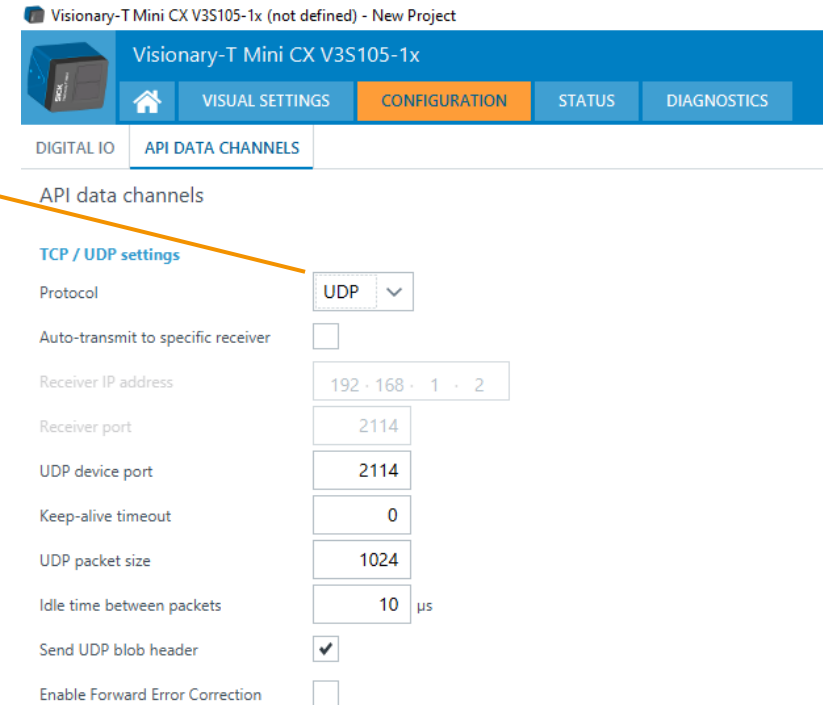 Visionary-T Mini CX V3S105-1x (not defined) - New Project
Visionary-T Mini CX V3S105-1x
SICK
VISUAL SETTINGS CONFIGURATION STATUS DIAGNOSTICS
DIGITAL IO API DATA CHANNELS
API data channels
TCP / UDP settings
Protocol UDP
Auto-transmit to specific receiver
Receiver IP address 192 · 168 · 1 · 2
Receiver port 2114
UDP device port 2114
Keep-alive timeout 0
UDP packet size 1024
Idle time between packets 10 µs
Send UDP blob header
Enable Forward Error Correction